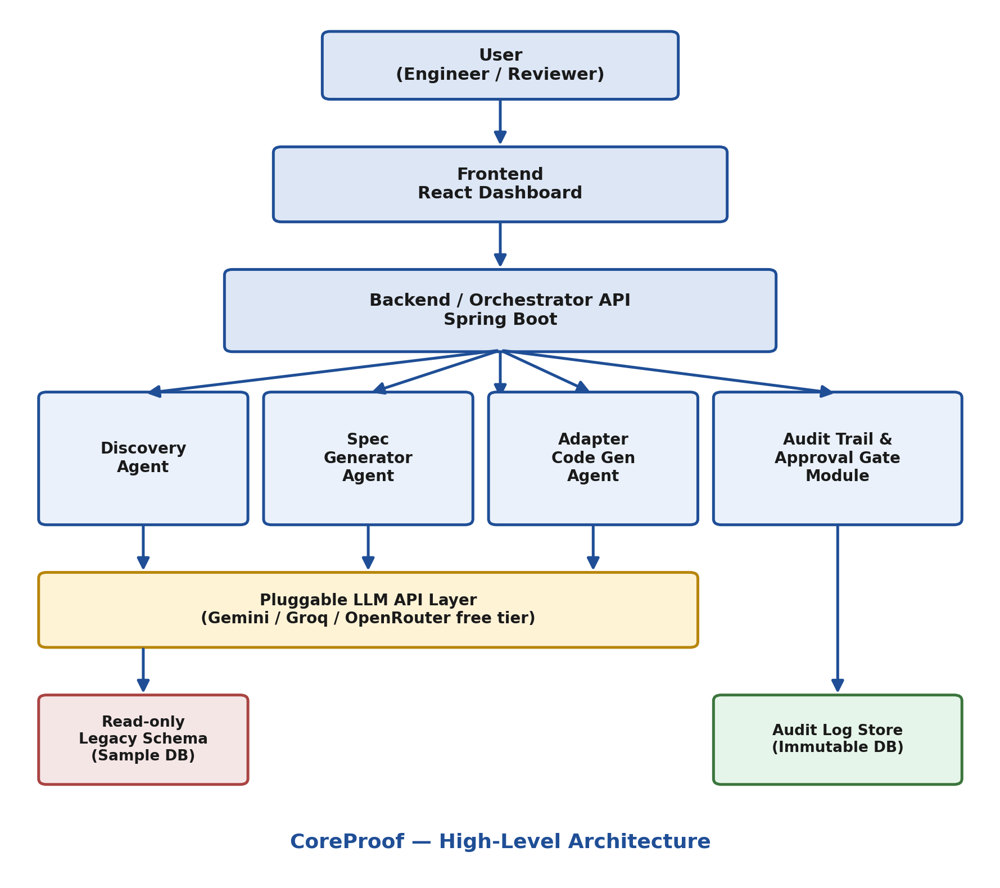 User
(Engineer / Reviewer)
Frontend
React Dashboard
Backend / Orchestrator API
Spring Boot
Discovery
Agent
Spec
Generator
Agent
Adapter
Code Gen
Agent
Audit Trail &
Approval Gate
Module
Pluggable LLM API Layer
(Gemini / Groq / OpenRouter free tier)
Read-only
Legacy Schema
(Sample DB)
Audit Log Store
(Immutable DB)
CoreProof — High-Level Architecture